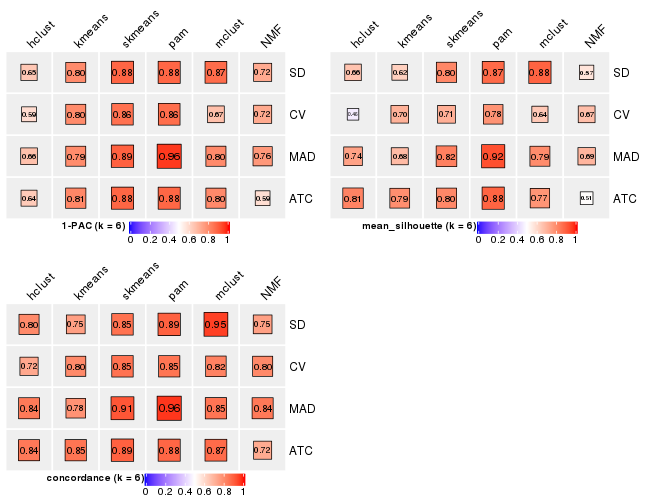 hclust kmeans skmeans pam mclust NMF
0.65 0.80 0.88 0.88 0.87 0.72 SD
0.59 0.80 0.86 0.86 0.67 0.72 CV
0.66 0.79 0.89 0.96 0.80 0.76 MAD
0.64 0.81 0.88 0.88 0.80 0.59 ATC
1-PAC (k = 6)
0 0.2 0.4 0.6 0.8 1
hclust kmeans skmeans pam mclust NMF
0.66 0.62 0.80 0.87 0.88 0.57 SD
0.70 0.71 0.78 0.64 0.67 CV
0.74 0.68 0.82 0.92 0.79 0.69 MAD
0.81 0.79 0.80 0.88 0.77 0.51 ATC
mean_silhouette (k = 6)
0 0.2 0.4 0.6 0.8 1
hclust kmeans skmeans pam mclust NMF
0.80 0.75 0.85 0.89 0.95 0.75 SD
0.72 0.80 0.85 0.85 0.82 0.80 CV
0.84 0.78 0.91 0.96 0.85 0.84 MAD
0.84 0.85 0.89 0.88 0.87 0.72 ATC
concordance (k = 6)
0 0.2 0.4 0.6 0.8 1